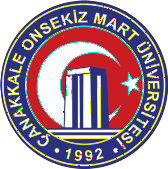 ÇANAKKALE ONSEKİZ MART ÜNİVERSİTESİ
• 1992 •